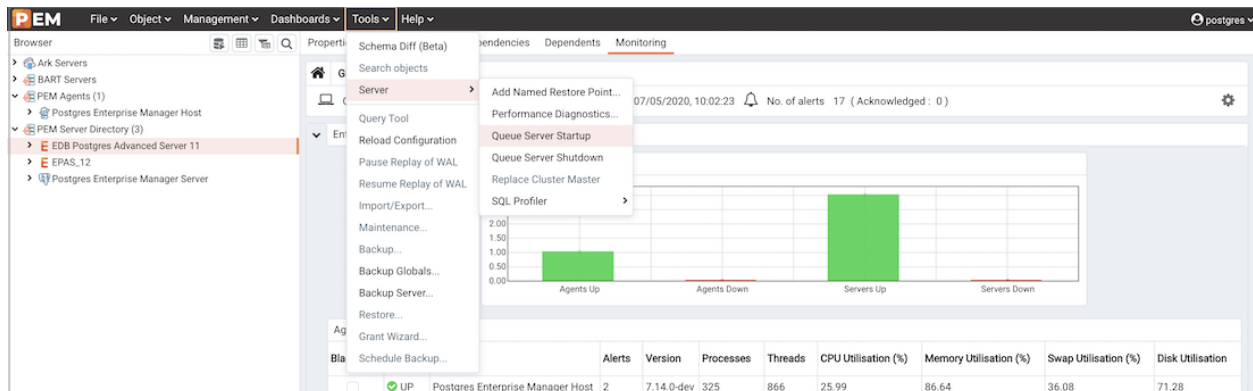 PEM File Object Management Dashboards Tools Help postgres
Browser
Ark Servers
BART Servers
PEM Agents (1)
Postgres Enterprise Manager Host
PEM Server Directory (3)
EDB Postgres Advanced Server 11
EPAS_12
Postgres Enterprise Manager Server
Dependents Monitoring
07/05/2020, 10:02:23 No. of alerts 17 (Acknowledged: 0)
Schema Diff (Beta)
Search objects
Server
Query Tool
Reload Configuration
Pause Replay of WAL
Resume Replay of WAL
Import/Export...
Maintenance...
Backup...
Backup Globals...
Backup Server...
Restore...
Grant Wizard...
Schedule Backup...
Add Named Restore Point...
Performance Diagnostics...
Queue Server Startup
Queue Server Shutdown
Replace Cluster Master
SQL Profiler
2.00
1.50
1.00
0.50
0.00
Agents Up Agents Down Servers Up Servers Down
Alerts Version Processes Threads CPU Utilisation (%) Memory Utilisation (%) Swap Utilisation (%) Disk Utilisation
UP Postgres Enterprise Manager Host 2 7.14.0-dev 325 866 25.99 86.64 36.08 71.28